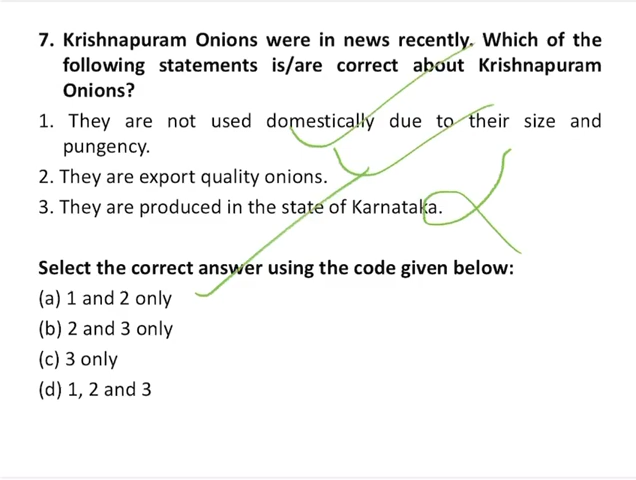 7. Krishnapuram Onions were in news recently. Which of the
following statements is/are correct about Krishnapuram
Onions?
1. They are not used domestically due to their size and
pungency.
2. They are export quality onions.
3. They are produced in the state of Karnataka.
Select the correct answer using the code given below:
(a) 1 and 2 only
(b) 2 and 3 only
(c) 3 only
(d) 1, 2 and 3